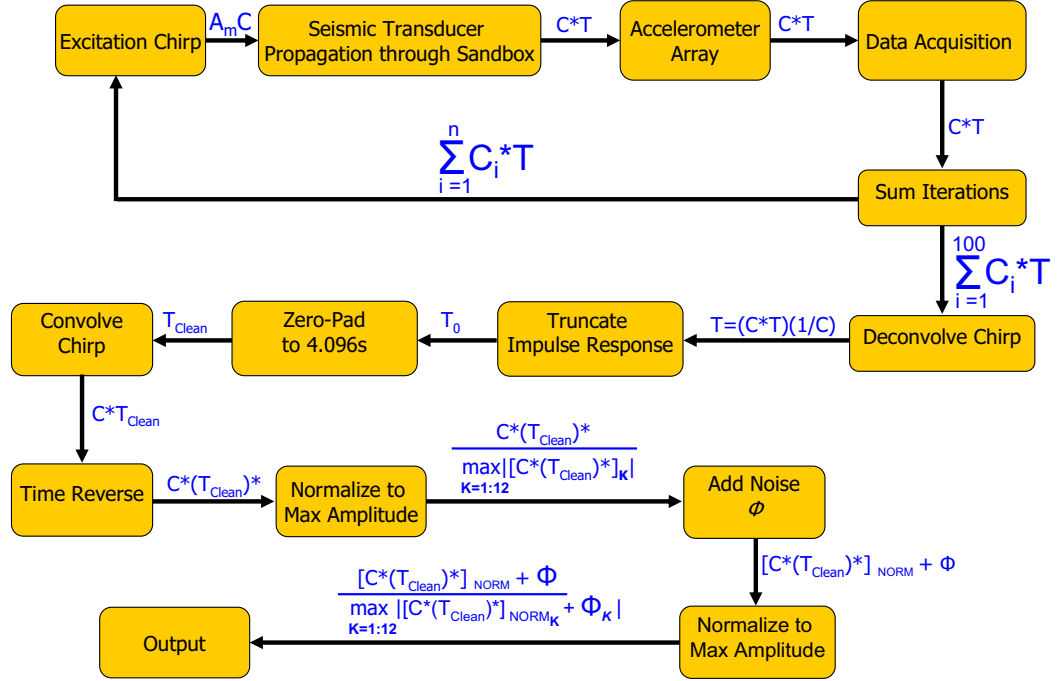 Excitation Chirp
AmC
Seismic Transducer
Propagation through Sandbox
C*T
Accelerometer
Array
C*T
Data Acquisition
C*T
n
∑Ci*T
i =1
Sum Iterations
100
∑Ci*T
i =1
Deconvolve Chirp
T=(C*T)(1/C)
Truncate
Impulse Response
T0
Zero-Pad
to 4.096s
TClean
Convolve
Chirp
C*TClean
Time Reverse
C*(TClean)*
Normalize to
Max Amplitude
C*(TClean)*
max|[C*(TClean)*]K|
K=1:12
Add Noise
Φ
[C*(TClean)*] NORM + Φ
Normalize to
Max Amplitude
[C*(TClean)*] NORM + Φ
max |[C*(TClean)*] NORMK + ΦK |
K=1:12
Output